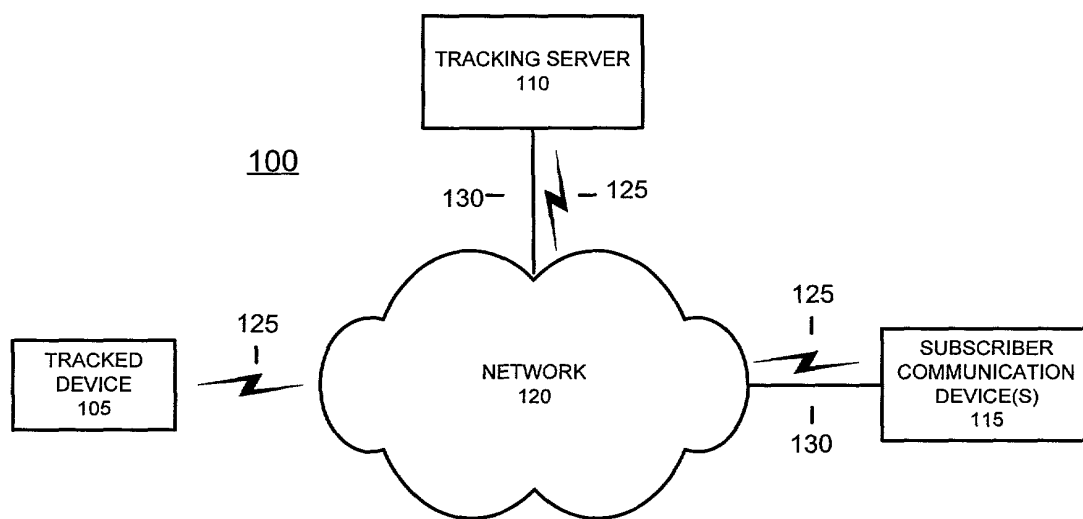 TRACKING SERVER
110
100
130
125
125
125
TRACKED
DEVICE
105
NETWORK
120
SUBSCRIBER
COMMUNICATION
DEVICE(S)
115
130